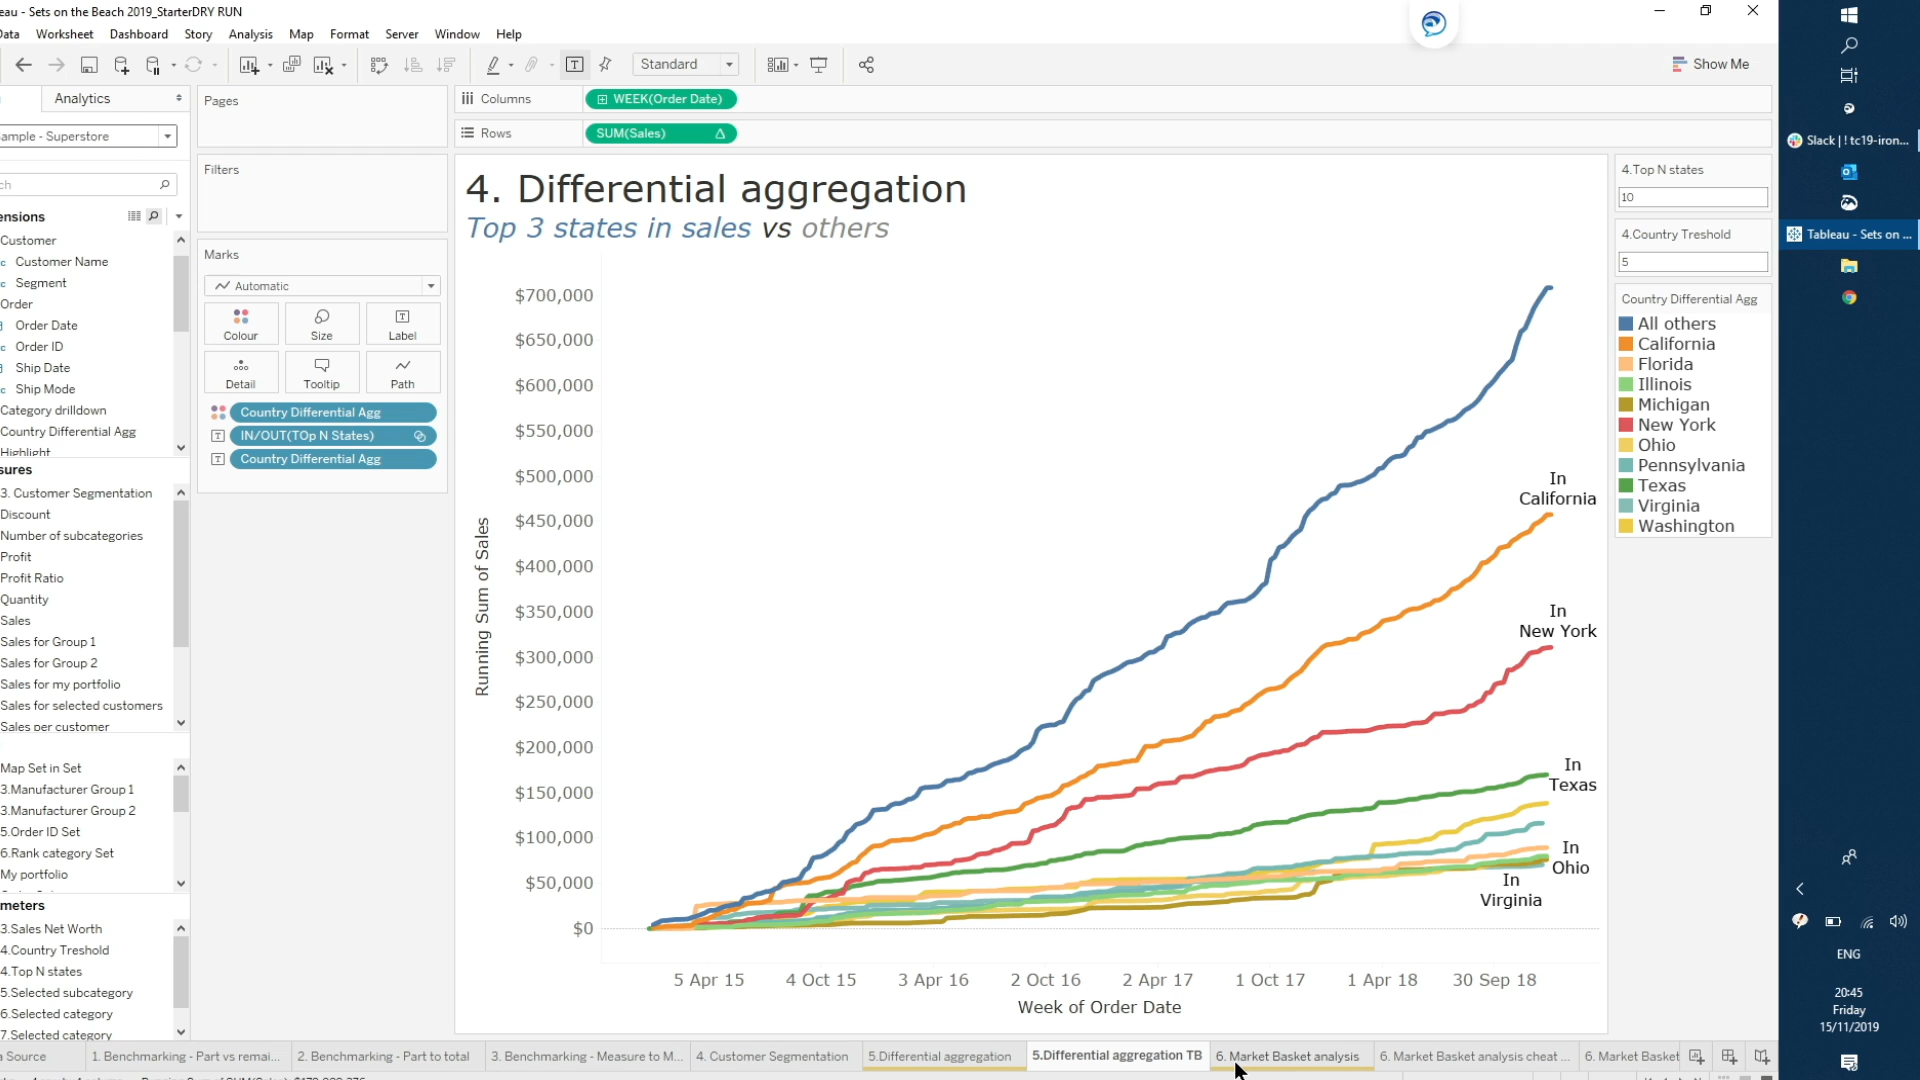 eau - Sets on the Beach 2019_StarterDRY RUN
Data Worksheet Dashboard Story Analysis Map Format Server Window Help
Standard
Show Me
Analytics
Pages
Columns
WEEK(Order Date)
ample - Superstore
Rows
SUM(Sales)
ch
Filters
ensions
Customer
Customer Name
Segment
Order
Order Date
Order ID
Ship Date
Ship Mode
Category drilldown
Country Differential Agg
Highlight
sures
3. Customer Segmentation
Discount
Number of subcategories
Profit
Profit Ratio
Quantity
Sales
Sales for Group 1
Sales for Group 2
Sales for my portfolio
Sales for selected customers
Sales per customer
Map Set in Set
3.Manufacturer Group 1
3.Manufacturer Group 2
5.Order ID Set
6.Rank category Set
My portfolio
meters
3.Sales Net Worth
4.Country Treshold
4.Top N states
5.Selected subcategory
6.Selected category
7.Selected category
Marks
Automatic
Colour Size Label
Detail Tooltip Path
Country Differential Agg
IN/OUT(TOp N States)
Country Differential Agg
4. Differential aggregation
Top 3 states in sales vs others
Running Sum of Sales
$700,000
$650,000
$600,000
$550,000
$500,000
$450,000
$400,000
$350,000
$300,000
$250,000
$200,000
$150,000
$100,000
$50,000
$0
In
California
In
New York
In
Texas
In
Ohio
In
Virginia
5 Apr 15 4 Oct 15 3 Apr 16 2 Oct 16 2 Apr 17 1 Oct 17 1 Apr 18 30 Sep 18
Week of Order Date
4.Top N states
10
4.Country Treshold
5
Country Differential Agg
All others
California
Florida
Illinois
Michigan
New York
Ohio
Pennsylvania
Texas
Virginia
Washington
a Source 1. Benchmarking - Part vs remai... 2. Benchmarking - Part to total 3. Benchmarking - Measure to M... 4. Customer Segmentation 5.Differential aggregation 5.Differential aggregation TB 6. Market Basket analysis 6. Market Basket analysis cheat ... 6. Market Basket
Slack | ! tc19-iron...
Tableau - Sets on ...
ENG
20:45
Friday
15/11/2019